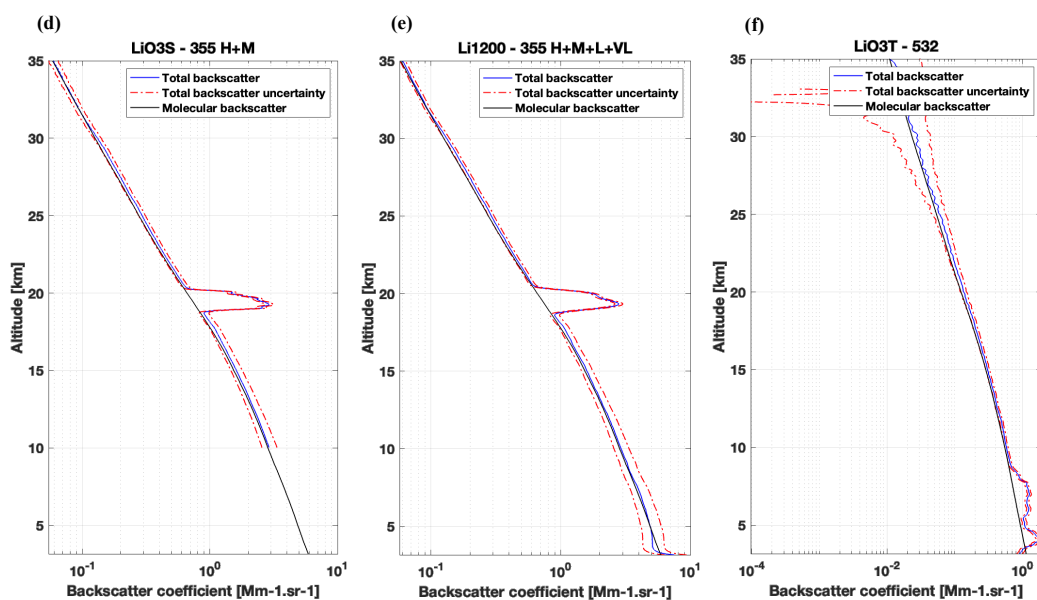 (d)
LiO3S - 355 H+M
Total backscatter
Total backscatter uncertainty
Molecular backscatter
35
30
25
20
15
10
5
Altitude [km]
10-1
100
101
Backscatter coefficient [Mm-1.sr-1]
(e)
Li1200 - 355 H+M+L+VL
Total backscatter
Total backscatter uncertainty
Molecular backscatter
35
30
25
20
15
10
5
Altitude [km]
10-1
100
101
Backscatter coefficient [Mm-1.sr-1]
(f)
LiO3T - 532
Total backscatter
Total backscatter uncertainty
Molecular backscatter
35
30
25
20
15
10
5
Altitude [km]
10-4
10-2
100
Backscatter coefficient [Mm-1.sr-1]